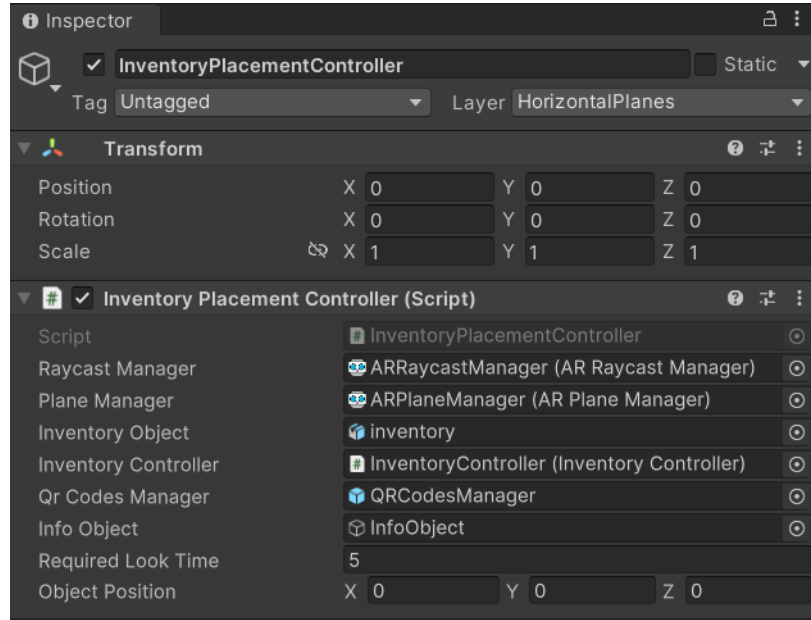 Inspector
InventoryPlacementController Static
Tag Untagged Layer HorizontalPlanes
Transform
Position X 0 Y 0 Z 0
Rotation X 0 Y 0 Z 0
Scale X 1 Y 1 Z 1
# Inventory Placement Controller (Script)
Script # InventoryPlacementController
Raycast Manager ARRaycastManager (AR Raycast Manager)
Plane Manager ARPlaneManager (AR Plane Manager)
Inventory Object inventory
Inventory Controller # InventoryController (Inventory Controller)
Qr Codes Manager QRCodesManager
Info Object InfoObject
Required Look Time 5
Object Position X 0 Y 0 Z 0